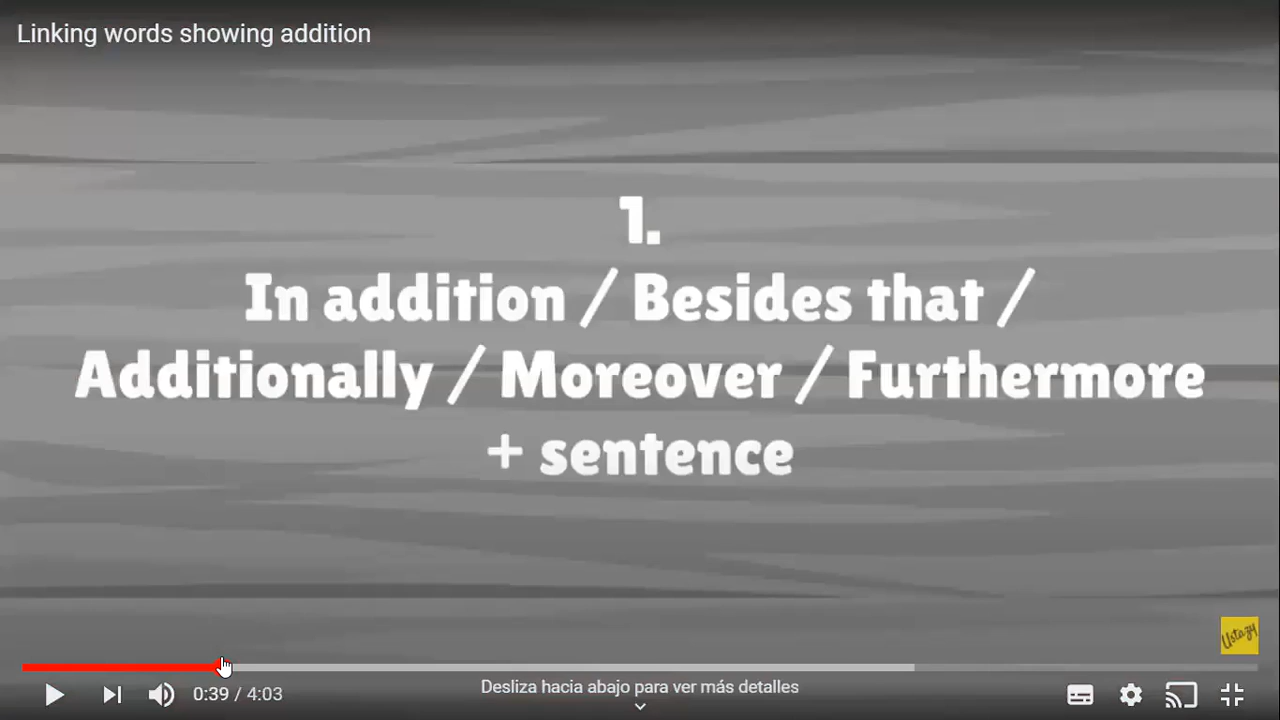 Linking words showing addition
1.
In addition / Besides that /
Additionally / Moreover / Furthermore
+ sentence
Ustazy
0:39 / 4:03
Desliza hacia abajo para ver más detalles